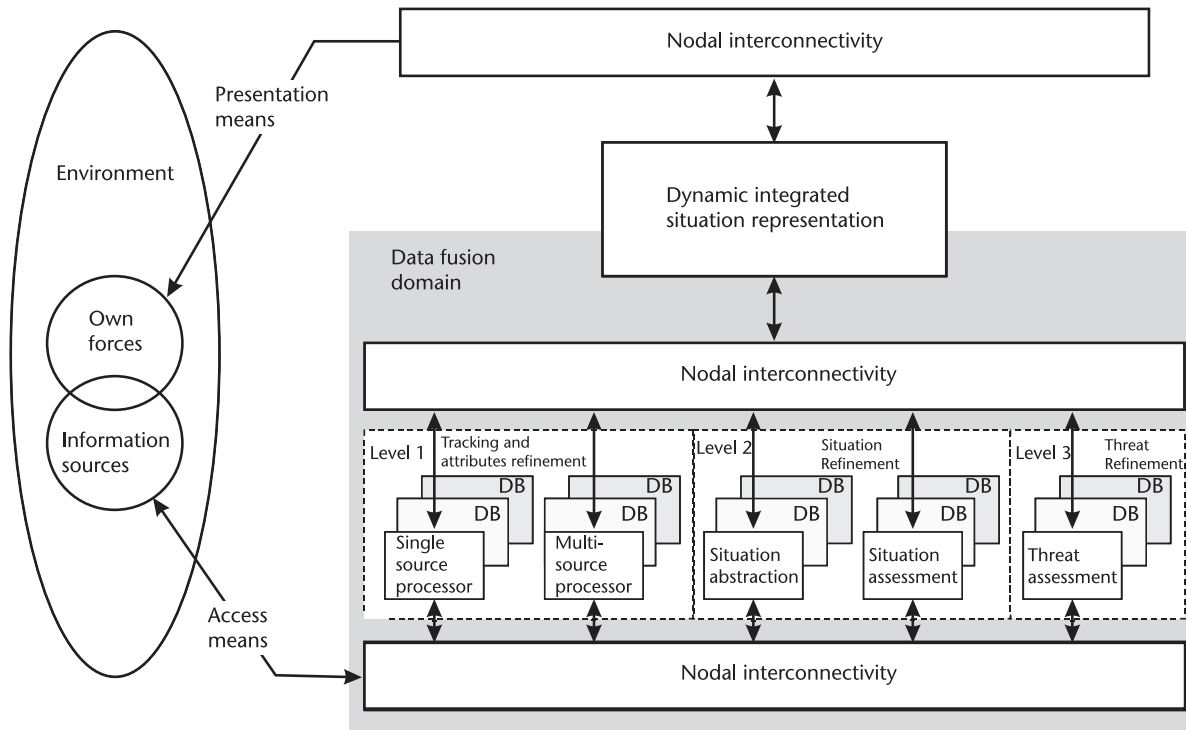 Nodal interconnectivity
Presentation
means
Environment
Dynamic integrated
situation representation
Data fusion
domain
Own
forces
Nodal interconnectivity
Information
sources
Level 1
Tracking and
attributes refinement
Level 2
Situation
Refinement
Level 3
Threat
Refinement
DB
DB
DB
DB
DB
DB
DB
DB
DB
DB
Single
source
processor
Multi-
source
processor
Situation
abstraction
Situation
assessment
Threat
assessment
Access
means
Nodal interconnectivity